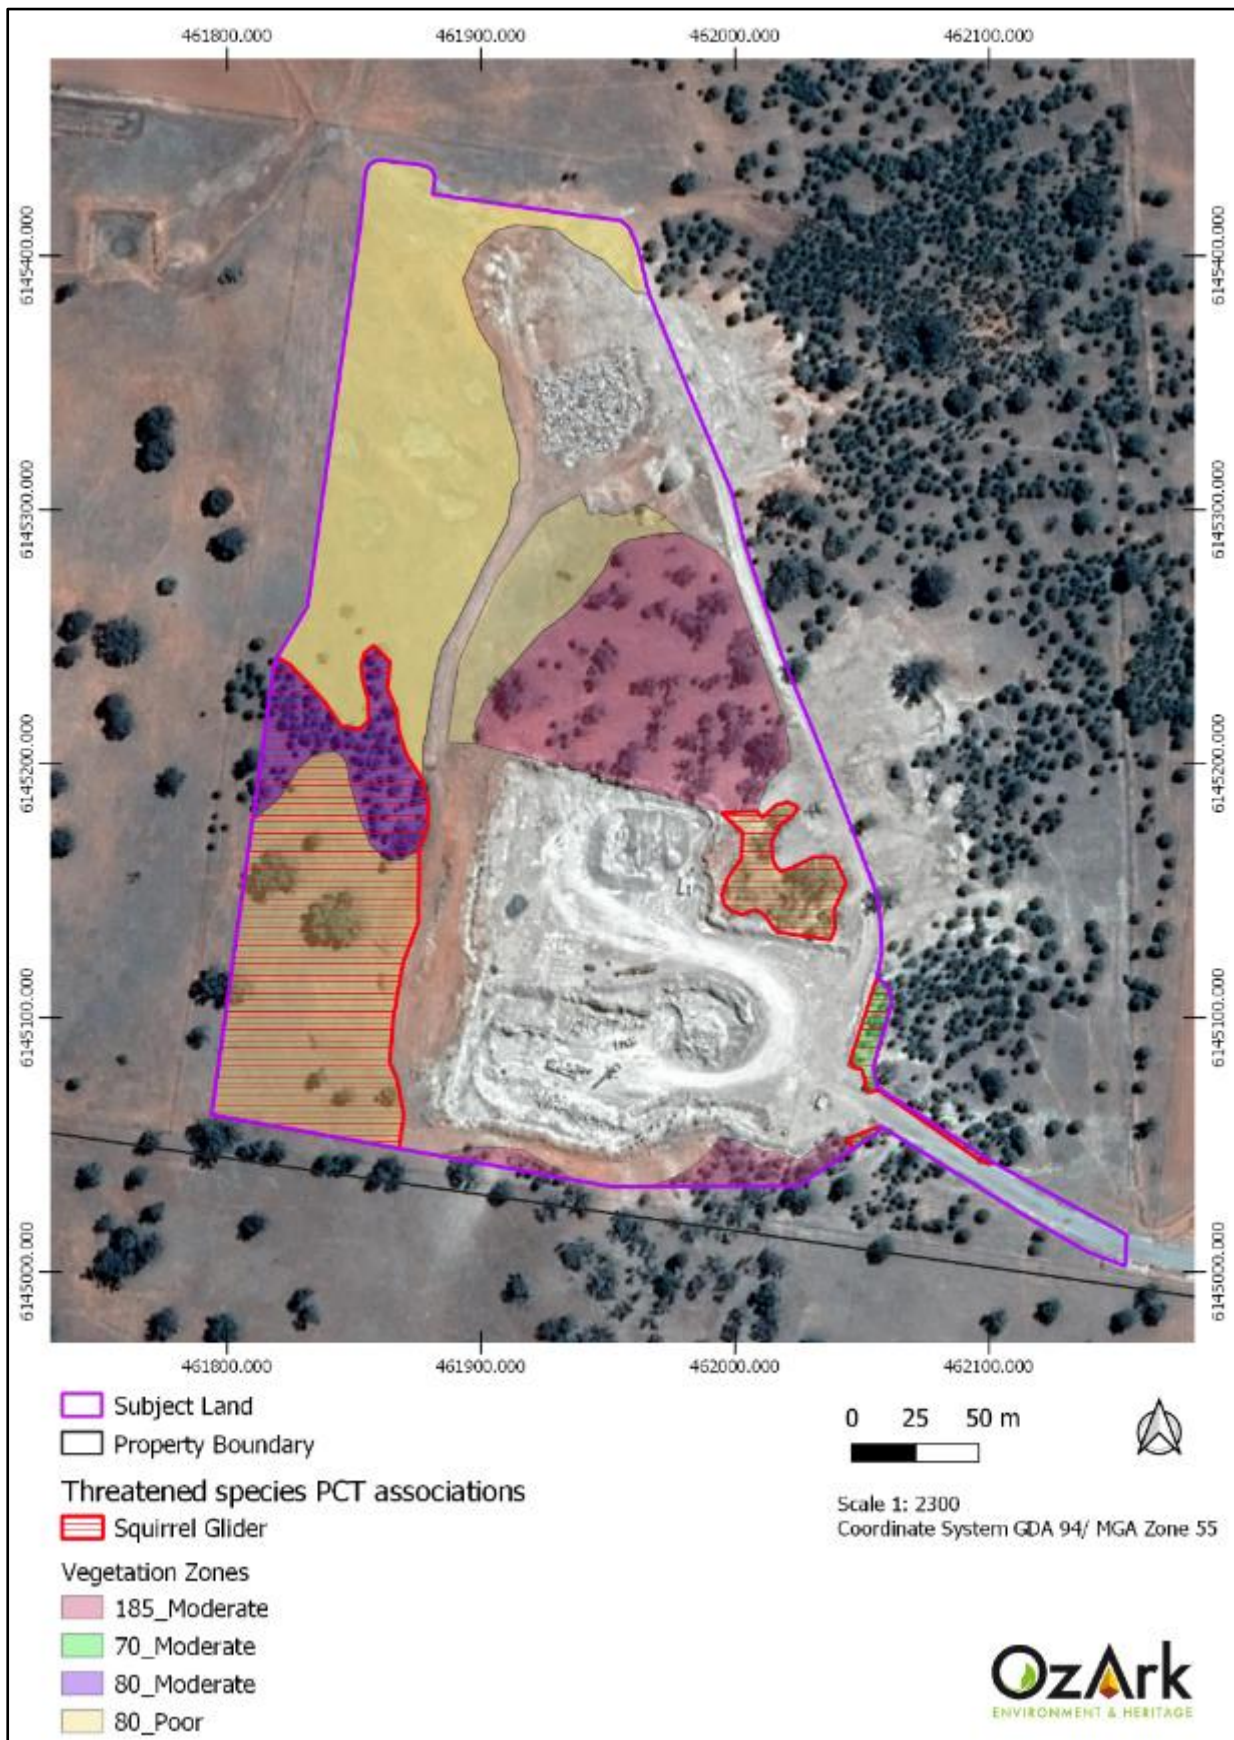 461800.000 461900.000 462000.000 462100.000
6145400.000 6145400.000
6145300.000 6145300.000
6145200.000 6145200.000
6145100.000 6145100.000
6145000.000 6145000.000
461800.000 461900.000 462000.000 462100.000
Subject Land
Property Boundary
Threatened species PCT associations
Squirrel Glider
Vegetation Zones
185_Moderate
70_Moderate
80_Moderate
80_Poor
0 25 50 m
Scale 1: 2300
Coordinate System GDA 94/ MGA Zone 55
OzArk
ENVIRONMENT & HERITAGE